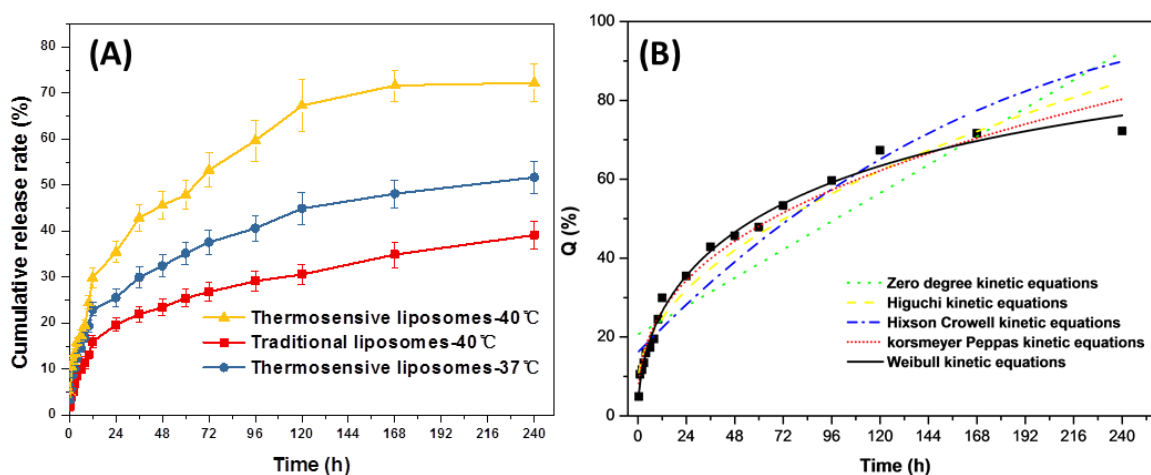 (A)
Cumulative release rate (%)
80
70
60
50
40
30
20
10
0
Thermosensive liposomes-40℃
Traditional liposomes-40℃
Thermosensive liposomes-37℃
0 24 48 72 96 120 144 168 192 216 240
Time (h)
(B)
Q (%)
100
80
60
40
20
0
Zero degree kinetic equations
Higuchi kinetic equations
Hixson Crowell kinetic equations
korsmeyer Peppas kinetic equations
Weibull kinetic equations
0 24 48 72 96 120 144 168 192 216 240
Time (h)